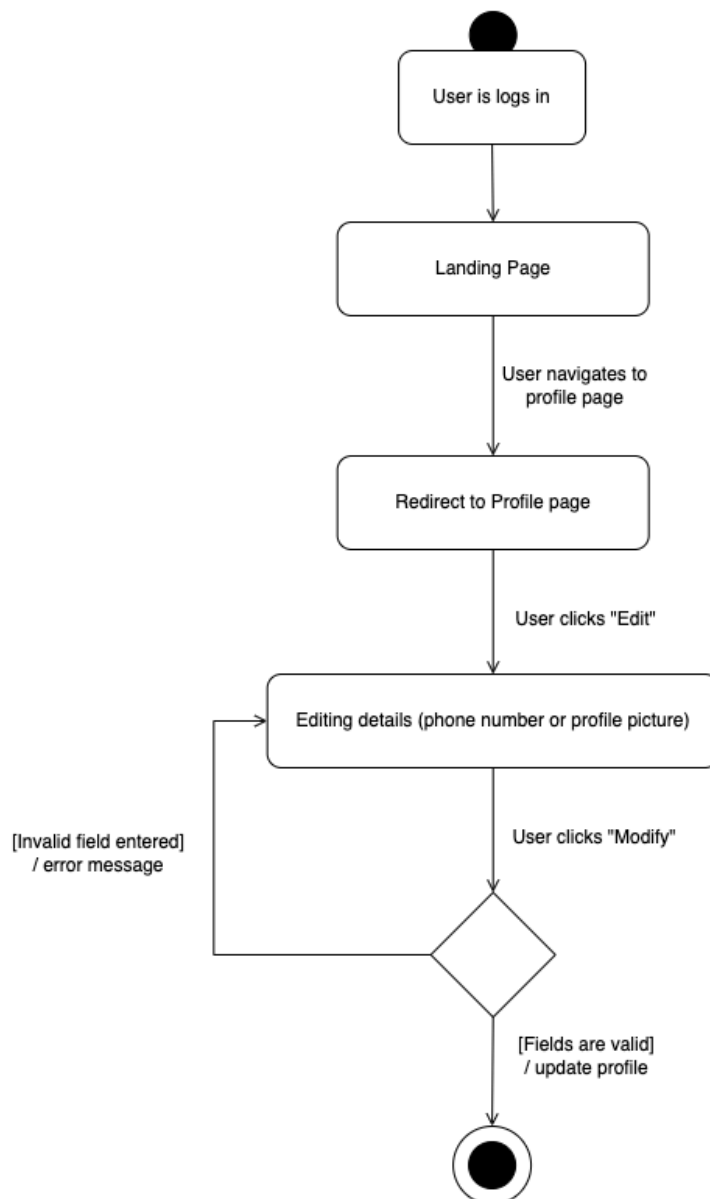 User is logs in
Landing Page
User navigates to
profile page
Redirect to Profile page
User clicks "Edit"
Editing details (phone number or profile picture)
User clicks "Modify"
[Invalid field entered]
/ error message
[Fields are valid]
/ update profile